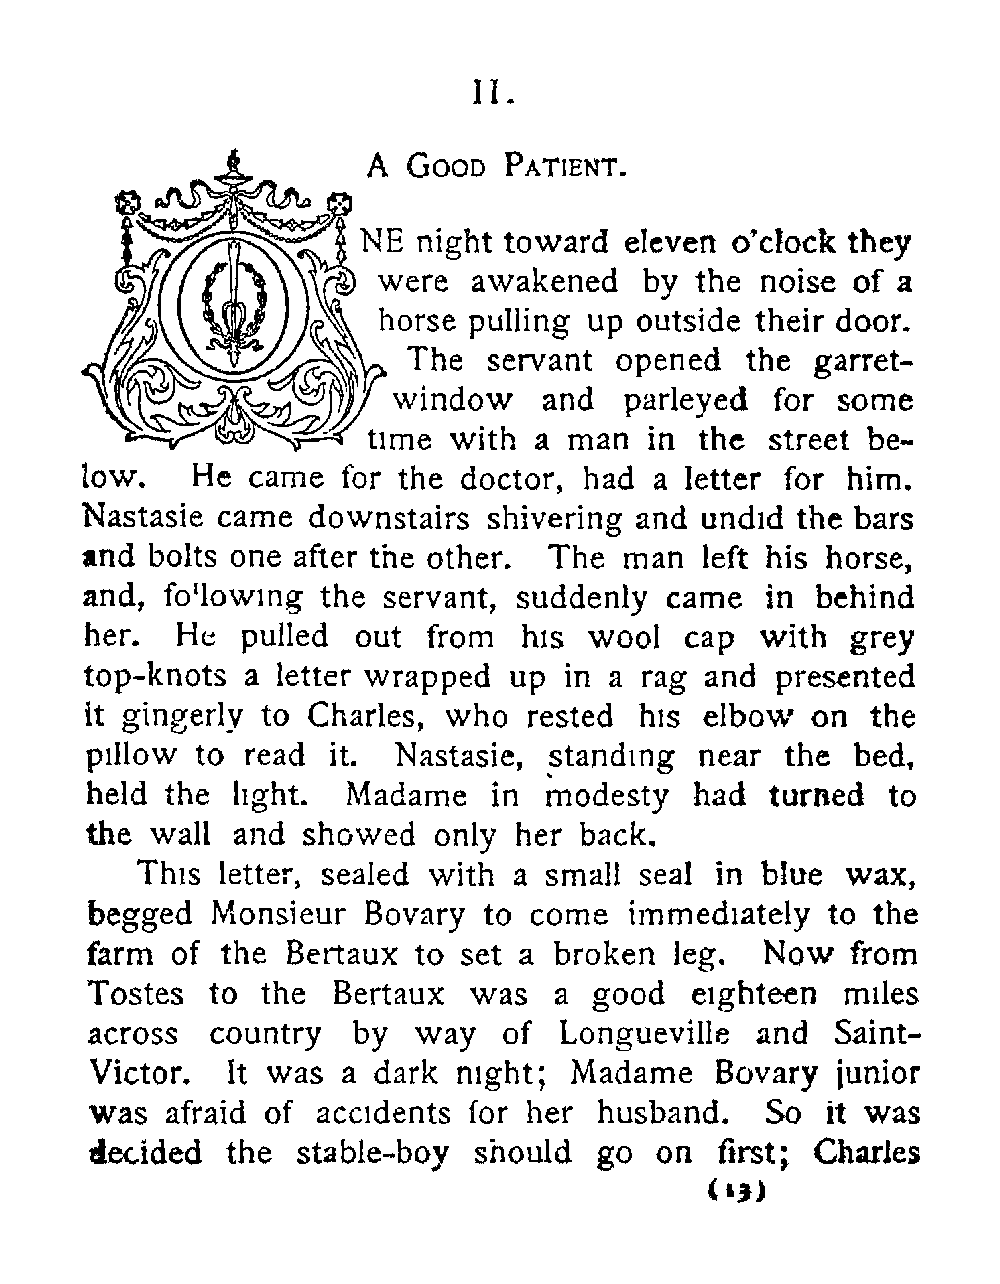 II.
A GOOD PATIENT.
ONE night toward eleven o'clock they
were awakened by the noise of a
horse pulling up outside their door.
The servant opened the garret-
window and parleyed for some
time with a man in the street be-
low. He came for the doctor, had a letter for him.
Nastasie came downstairs shivering and undid the bars
and bolts one after the other. The man left his horse,
and, following the servant, suddenly came in behind
her. He pulled out from his wool cap with grey
top-knots a letter wrapped up in a rag and presented
it gingerly to Charles, who rested his elbow on the
pillow to read it. Nastasie, standing near the bed,
held the light. Madame in modesty had turned to
the wall and showed only her back.
This letter, sealed with a small seal in blue wax,
begged Monsieur Bovary to come immediately to the
farm of the Bertaux to set a broken leg. Now from
Tostes to the Bertaux was a good eighteen miles
across country by way of Longueville and Saint-
Victor. It was a dark night; Madame Bovary junior
was afraid of accidents for her husband. So it was
decided the stable-boy should go on first; Charles
(13)